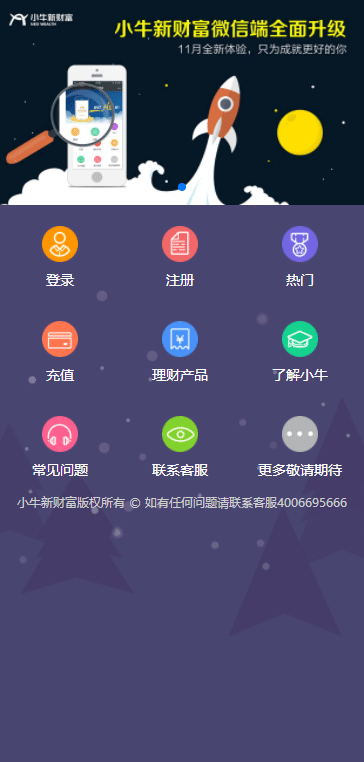 小牛新财富
NEO WEALTH
小牛新财富微信端全面升级
11月全新体验，只为成就更好的你
登录 注册 热门
充值 理财产品 了解小牛
常见问题 联系客服 更多敬请期待
小牛新财富版权所有 © 如有任何问题请联系客服4006695666